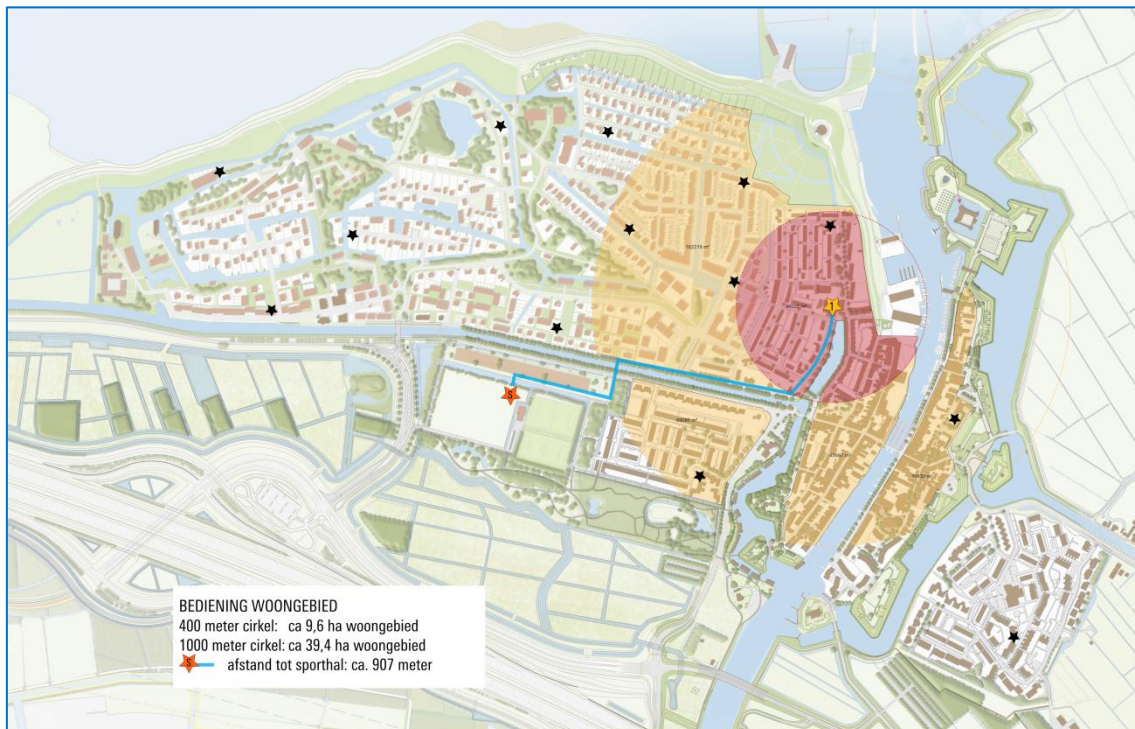 1
S
BEDIENING WOONGEBIED
400 meter cirkel: ca 9,6 ha woongebied
1000 meter cirkel: ca 39,4 ha woongebied
S afstand tot sporthal: ca. 907 meter